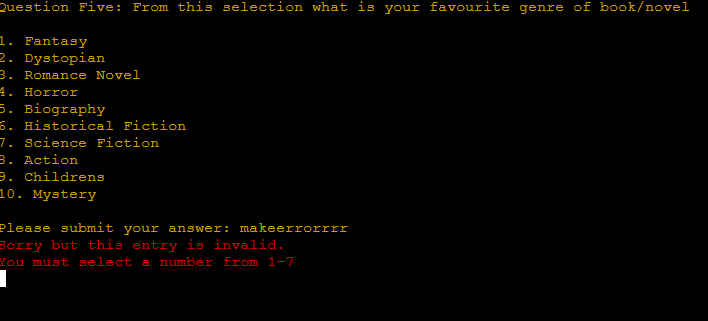 Question Five: From this selection what is your favourite genre of book/novel
1. Fantasy
2. Dystopian
3. Romance Novel
4. Horror
5. Biography
6. Historical Fiction
7. Science Fiction
8. Action
9. Childrens
10. Mystery
Please submit your answer: makeerrorrrr
Sorry but this entry is invalid.
You must select a number from 1-7